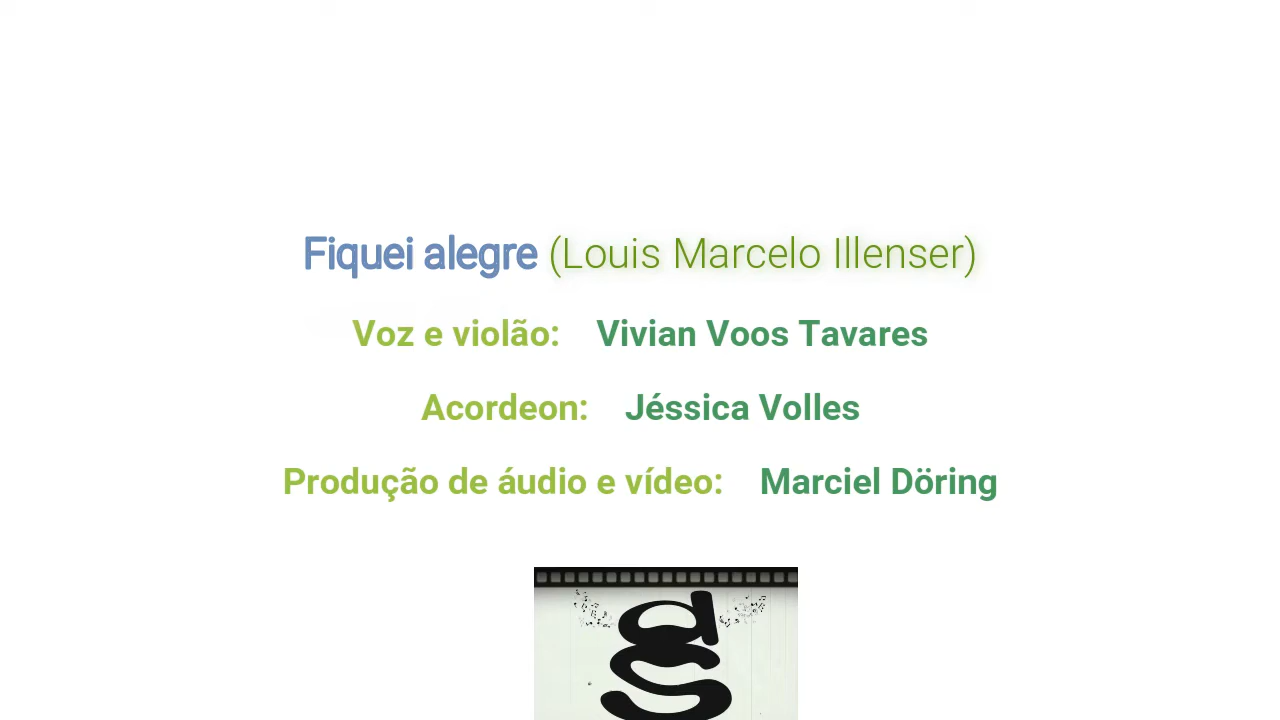 Fiquei alegre (Louis Marcelo Illenser)
Voz e violão: Vivian Voos Tavares
Acordeon: Jéssica Volles
Produção de áudio e vídeo: Marciel Döring